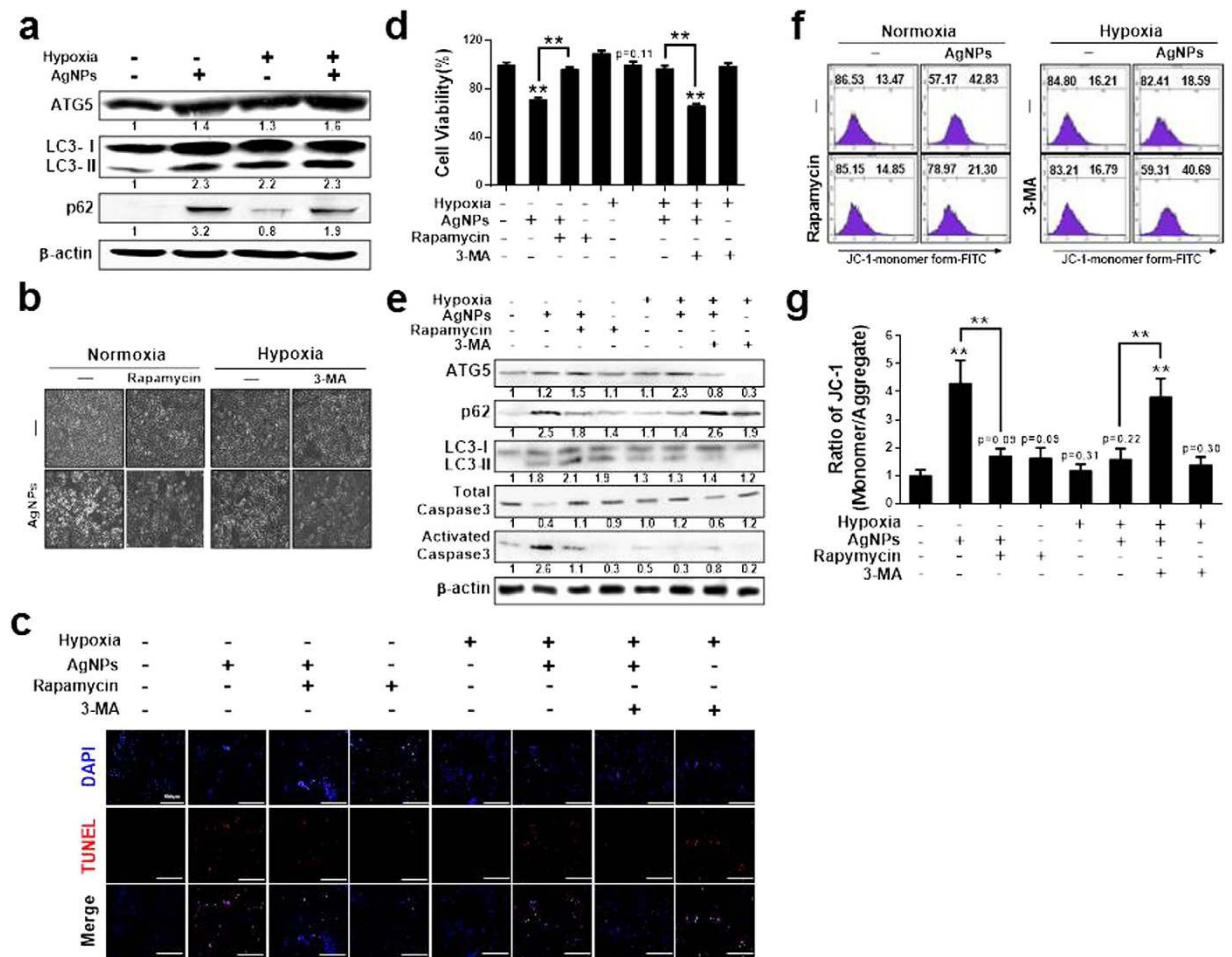 a
Hypoxia - - + +
AgNPs - + - +
ATG5
1 1.4 1.3 1.6
LC3- I
LC3- II
1 2.3 2.2 2.3
p62
1 3.2 0.8 1.9
β-actin
b
Normoxia Hypoxia
— Rapamycin — 3-MA
—
AgNPs
c
Hypoxia - - - - + + + +
AgNPs - + + - - + + -
Rapamycin - - + + - - - -
3-MA - - - - - - + +
DAPI
TUNEL
Merge
d
Cell Viability(%)
120
80
40
0
** ** p=0.11 ** **
Hypoxia - - - - + + + +
AgNPs - + + - - + + -
Rapamycin - - + + - - - -
3-MA - - - - - - + +
e
Hypoxia - - - - + + + +
AgNPs - + + - - + + -
Rapamycin - - + + - - - -
3-MA - - - - - - + +
ATG5
1 1.2 1.5 1.1 1.1 2.3 0.8 0.3
p62
1 2.5 1.8 1.4 1.1 1.4 2.6 1.9
LC3-I
LC3-II
1 1.8 2.1 1.9 1.3 1.3 1.4 1.2
Total
Caspase3
1 0.4 1.1 0.9 1.0 1.2 0.6 1.2
Activated
Caspase3
1 2.6 1.1 0.3 0.5 0.3 0.8 0.2
β-actin
f
Normoxia Hypoxia
— AgNPs — AgNPs
—
86.53 13.47 57.17 42.83
—
84.80 16.21 82.41 18.59
Rapamycin
85.15 14.85 78.97 21.30
3-MA
83.21 16.79 59.31 40.69
JC-1-monomer form-FITC JC-1-monomer form-FITC
g
Ratio of JC-1
(Monomer/Aggregate)
6
5
4
3
2
1
0
** ** p=0.09 p=0.09 p=0.31 p=0.22 ** ** p=0.30
Hypoxia - - - - + + + +
AgNPs - + + - - + + -
Rapymycin - - + + - - - -
3-MA - - - - - - + +